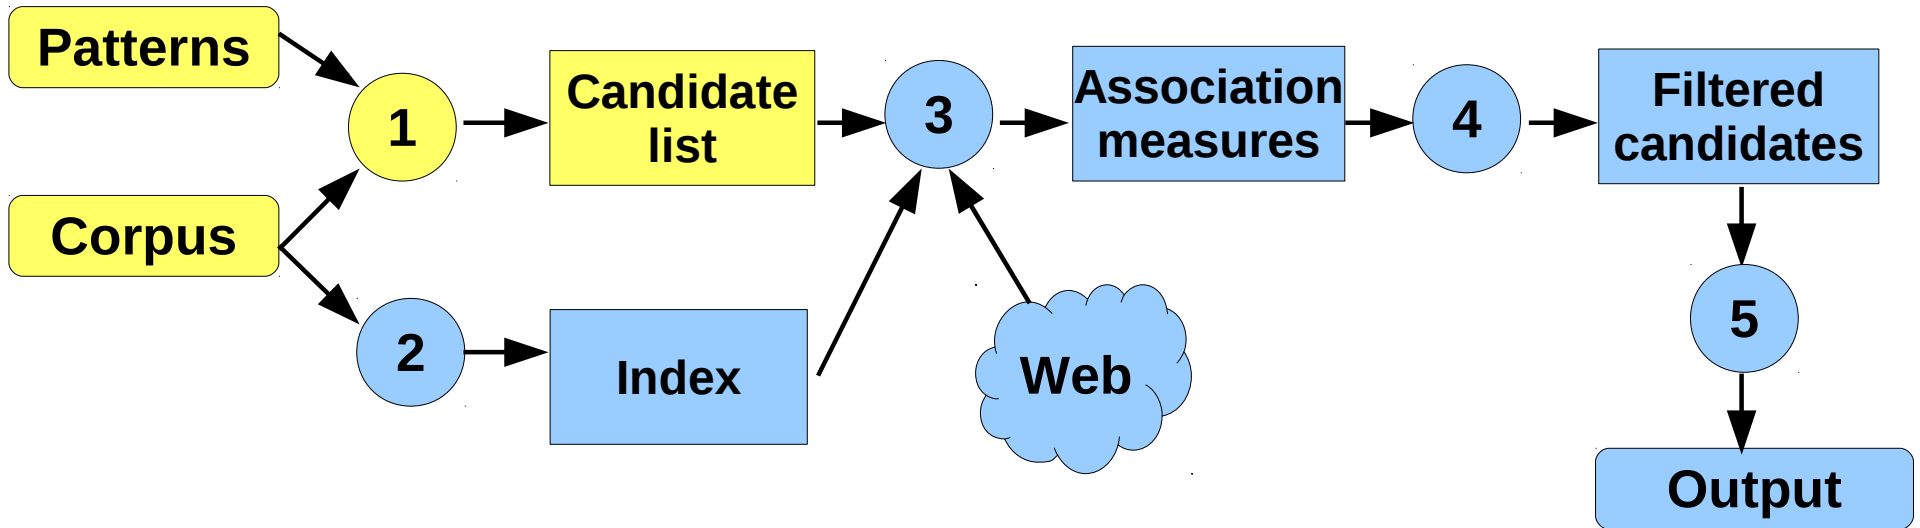 Patterns
Corpus
1
2
Candidate
list
Index
3
Web
Association
measures
4
Filtered
candidates
5
Output